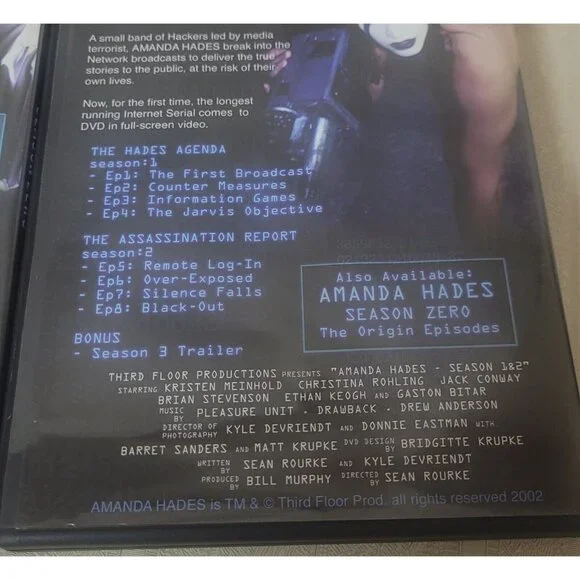 A small band of Hackers led by media
terrorist, AMANDA HADES break into the
Network broadcasts to deliver the true
stories to the public, at the risk of their
own lives.
Now, for the first time, the longest
running Internet Serial comes to
DVD in full-screen video.
THE HADES AGENDA
season:1
- Ep1: The First Broadcast
- Ep2: Counter Measures
- Ep3: Information Games
- Ep4: The Jarvis Objective
THE ASSASSINATION REPORT
season:2
- Ep5: Remote Log-In
- Ep6: Over-Exposed
- Ep7: Silence Falls
- Ep8: Black-Out
BONUS
- Season 3 Trailer
Also Available:
AMANDA HADES
SEASON ZERO
The Origin Episodes
THIRD FLOOR PRODUCTIONS PRESENTS "AMANDA HADES - SEASON 1&2"
STARRING KRISTEN MEINHOLD CHRISTINA ROHLING JACK CONWAY
BRIAN STEVENSON ETHAN KEOGH AND GASTON BITAR
MUSIC BY PLEASURE UNIT . DRAWBACK . DREW ANDERSON
DIRECTOR OF PHOTOGRAPHY KYLE DEVRIENDT AND DONNIE EASTMAN WITH
BARRET SANDERS AND MATT KRUPKE DVD DESIGN BY BRIDGITTE KRUPKE
WRITTEN BY SEAN ROURKE AND KYLE DEVRIENDT
PRODUCED BY BILL MURPHY DIRECTED BY SEAN ROURKE
AMANDA HADES is TM & © Third Floor Prod. all rights reserved 2002